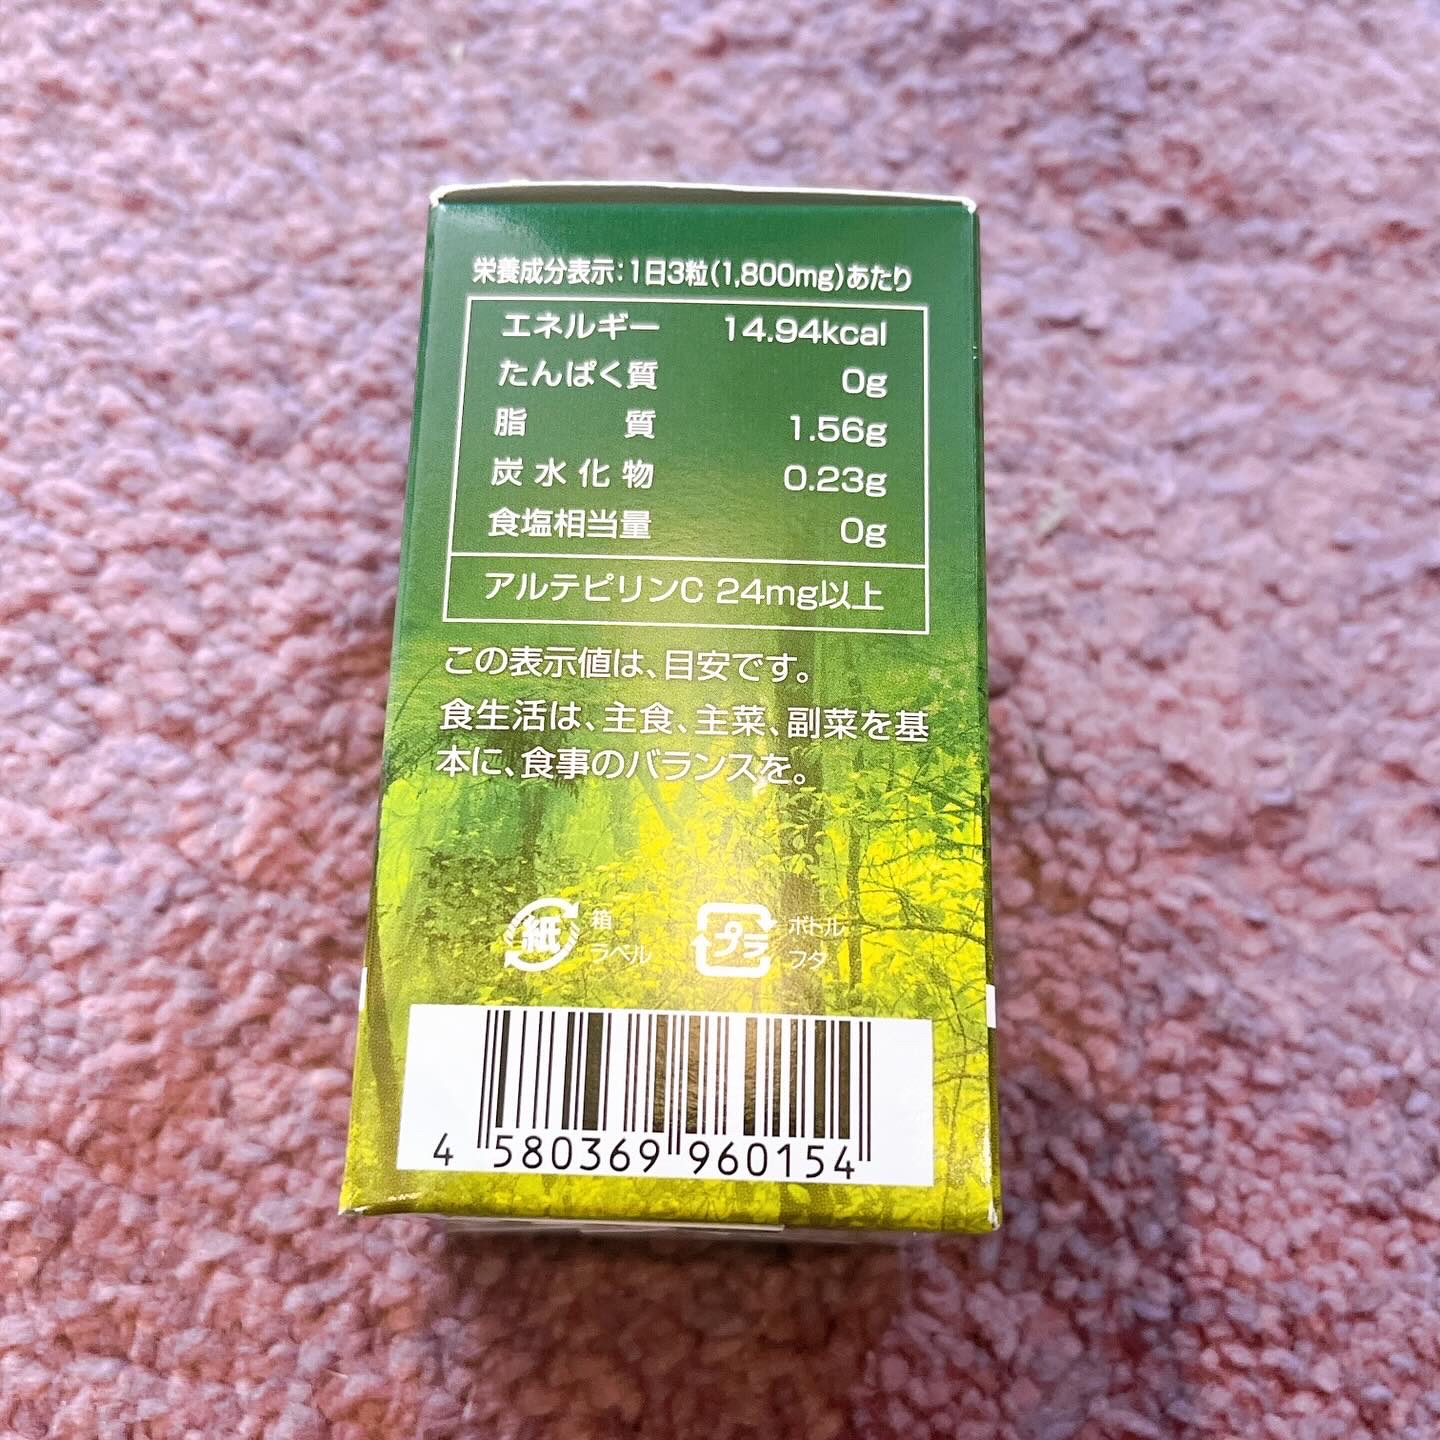 栄養成分表示:1日3粒(1,800mg)あたり
エネルギー 14.94kcal
たんぱく質 0g
脂質 1.56g
炭水化物 0.23g
食塩相当量 0g
アルテピリンC 24mg以上
この表示値は、目安です。
食生活は、主食、主菜、副菜を基
本に、食事のバランスを。
紙 箱 プラ ボトル
ラベル フタ
4 580369 960154